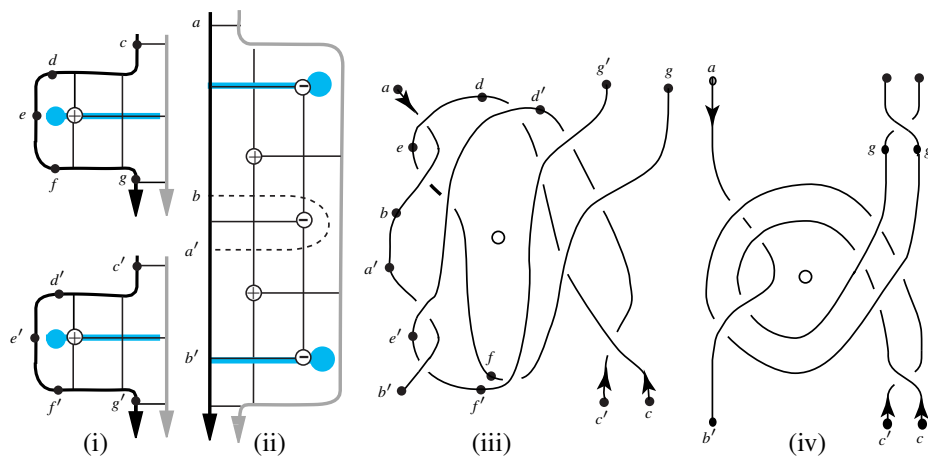 c
d
e
f
g
c′
d′
e′
f′
g′
(i)
a
b
a′
b′
(ii)
a
d
d′
g′
g
e
b
a′
e′
b′
f
f′
c′
c
(iii)
a
g
g
b′
c′
c
(iv)